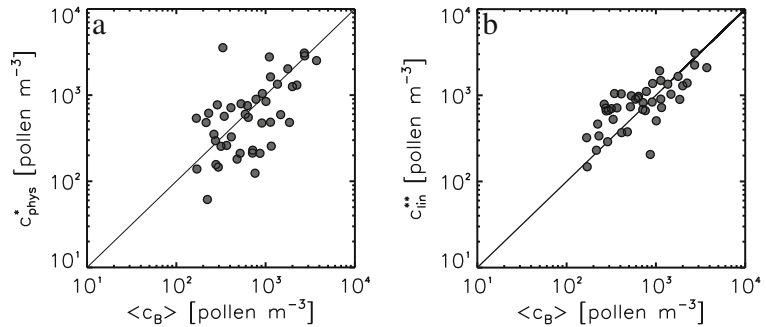 a
10^4
10^3
10^2
10^1
c*phys [pollen m^-3]
10^1 10^2 10^3 10^4
<c_B> [pollen m^-3]
b
10^4
10^3
10^2
10^1
c**lin [pollen m^-3]
10^1 10^2 10^3 10^4
<c_B> [pollen m^-3]